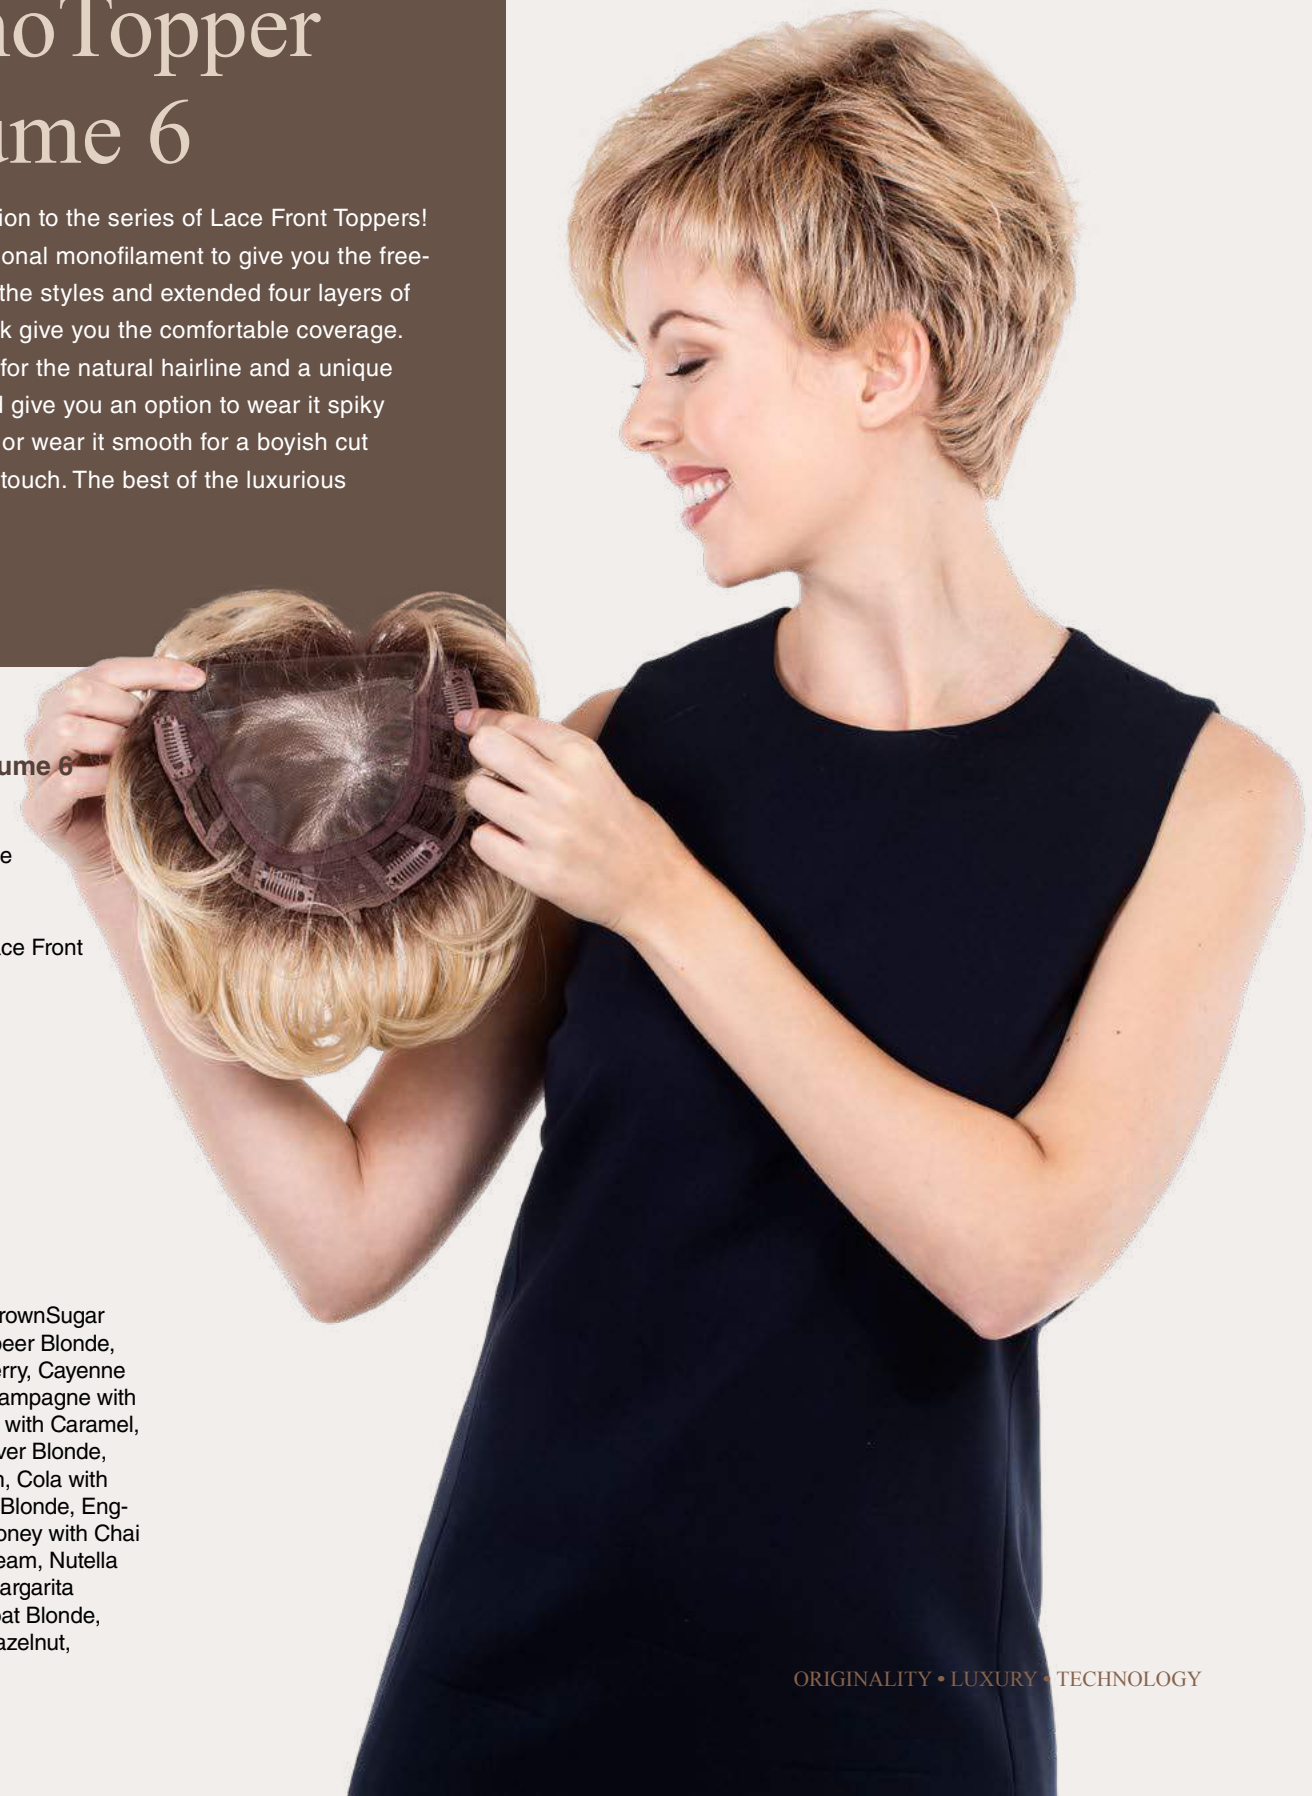 noTopper
ume 6
ion to the series of Lace Front Toppers!
onal monofilament to give you the free-
the styles and extended four layers of
k give you the comfortable coverage.
for the natural hairline and a unique
l give you an option to wear it spiky
or wear it smooth for a boyish cut
touch. The best of the luxurious
ume 6
e
ce Front
rownSugar
eer Blonde,
rry, Cayenne
ampagne with
with Caramel,
ver Blonde,
n, Cola with
Blonde, Eng-
oney with Chai
eam, Nutella
argarita
at Blonde,
azelnut,
ORIGINALITY • LUXURY • TECHNOLOGY